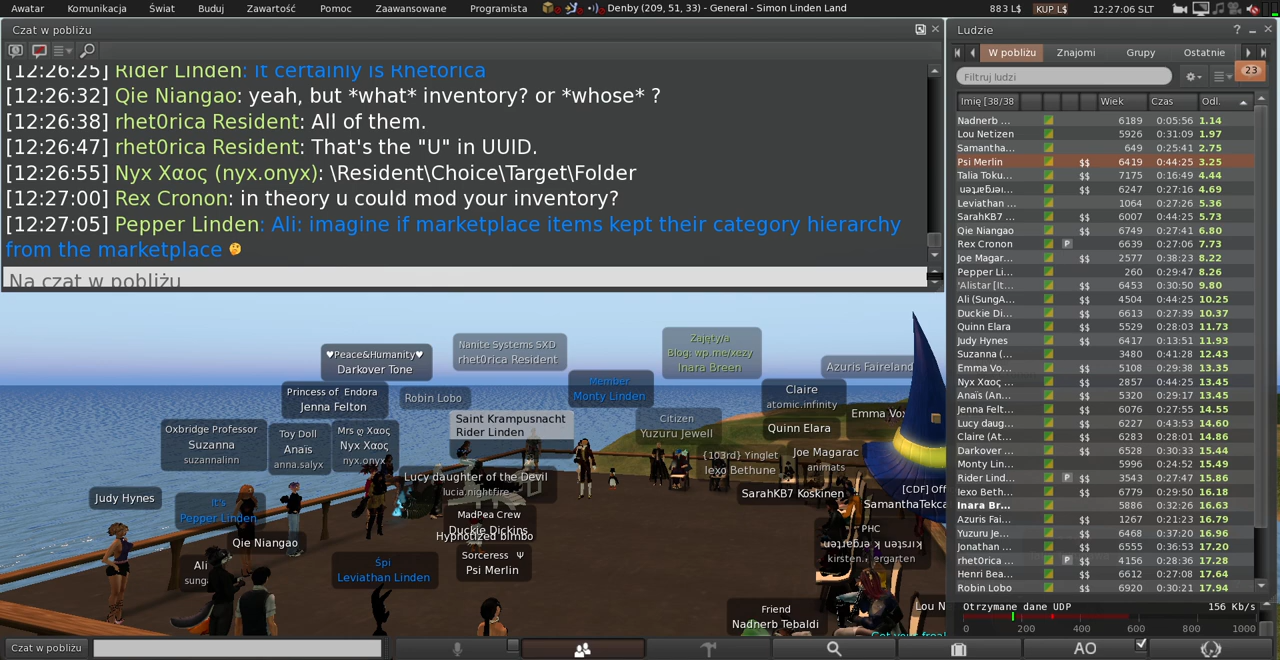 Awatar Komunikacja Świat Buduj Zawartość Pomoc Zaawansowane Programista Denby (209, 51, 33) - General - Simon Linden Land 883 L$ KUP L$ 12:27:06 SLT
Czat w pobliżu
[12:26:25] Rider Linden: It certainly is Rhetorica
[12:26:32] Qie Niangao: yeah, but *what* inventory? or *whose* ?
[12:26:38] rhet0rica Resident: All of them.
[12:26:47] rhet0rica Resident: That's the "U" in UUID.
[12:26:55] Nyx Χαος (nyx.onyx): \Resident\Choice\Target\Folder
[12:27:00] Rex Cronon: in theory u could mod your inventory?
[12:27:05] Pepper Linden: Ali: imagine if marketplace items kept their category hierarchy
from the marketplace 🤔
Na czat w pobliżu
♥Peace&Humanity♥
Darkover Tone
Nanite Systems SXD
rhet0rica Resident
Zajęty/a
Blog: wp.me/xezy
Inara Breen
Azuris Faireland
Princess of Endora
Jenna Felton
Robin Lobo
Member
Monty Linden
Claire
atomic.infinity
Saint Krampusnacht
Rider Linden
Citizen
Yuzuru Jewell
Emma Vox
Quinn Elara
Oxbridge Professor
Suzanna
suzannalinn
Toy Doll
Anaïs
anna.salyx
Mrs ღ Χαος
Nyx Χαος
nyx.onyx
{103rd} Yinglet
Iexo Bethune
Joe Magarac
animats
Lucy daughter of the Devil
lucia.nightfire
SarahKB7 Koskinen
[CDF] Off
SamanthaTekca
Judy Hynes
It's
Pepper Linden
MadPea Crew
Duckie Dickins
Hypnotized bimbo
PHC
Qie Niangao
Sorceress Ψ
Psi Merlin
Ali
sunga
Śpi
Leviathan Linden
Friend
Nadnerb Tebaldi
Lou N
Ludzie
W pobliżu Znajomi Grupy Ostatnie
23
Filtruj ludzi
Imię [38/38 Wiek Czas Odl.
Nadnerb ... 6189 0:05:56 1.14
Lou Netizen 5926 0:31:09 1.97
Samantha... 649 0:25:41 2.75
Psi Merlin $$ 6419 0:44:25 3.25
Talia Toku... $$ 7175 0:16:49 4.44
$$ 6247 0:27:16 4.69
Leviathan ... 1064 0:27:26 5.36
SarahKB7 ... $$ 6007 0:44:25 5.73
Qie Niangao $$ 6749 0:27:41 6.80
Rex Cronon P 6639 0:27:06 7.73
Joe Magar... $$ 2577 0:38:23 8.22
Pepper Li... 260 0:29:47 8.26
'Alistar [It... $$ 6453 0:30:50 9.80
Ali (SungA... $$ 4504 0:44:25 10.25
Duckie Di... $$ 6613 0:27:39 10.37
Quinn Elara $$ 5529 0:28:03 11.73
Judy Hynes $$ 6417 0:13:51 11.93
Suzanna (... 3480 0:41:28 12.43
Emma Vo... $$ 5108 0:29:38 13.35
Nyx Χαος ... $$ 2857 0:24:25 13.45
Anaïs (An... $$ 5320 0:29:17 13.45
Jenna Felt... $$ 6076 0:27:55 14.55
Lucy daug... $$ 6227 0:43:53 14.60
Claire (At... $$ 6283 0:28:01 14.86
Darkover ... $$ 6528 0:30:33 15.44
Monty Lin... 5996 0:24:52 15.49
Rider Lind... P $$ 3543 0:27:47 15.86
Iexo Beth... $$ 6779 0:29:50 16.18
Inara Br... 5886 0:32:26 16.63
Azuris Fai... $$ 1267 0:21:23 16.79
Yuzuru Je... $$ 6468 0:37:20 16.96
Jonathan ... $$ 6555 0:36:53 17.20
rhet0rica ... P $$ 4156 0:28:36 17.28
Henri Bea... $$ 6612 0:27:08 17.64
Robin Lobo $$ 6920 0:30:21 17.94
Otrzymane dane UDP 156 Kb/s
0 200 400 600 800 1000
Czat w pobliżu AO